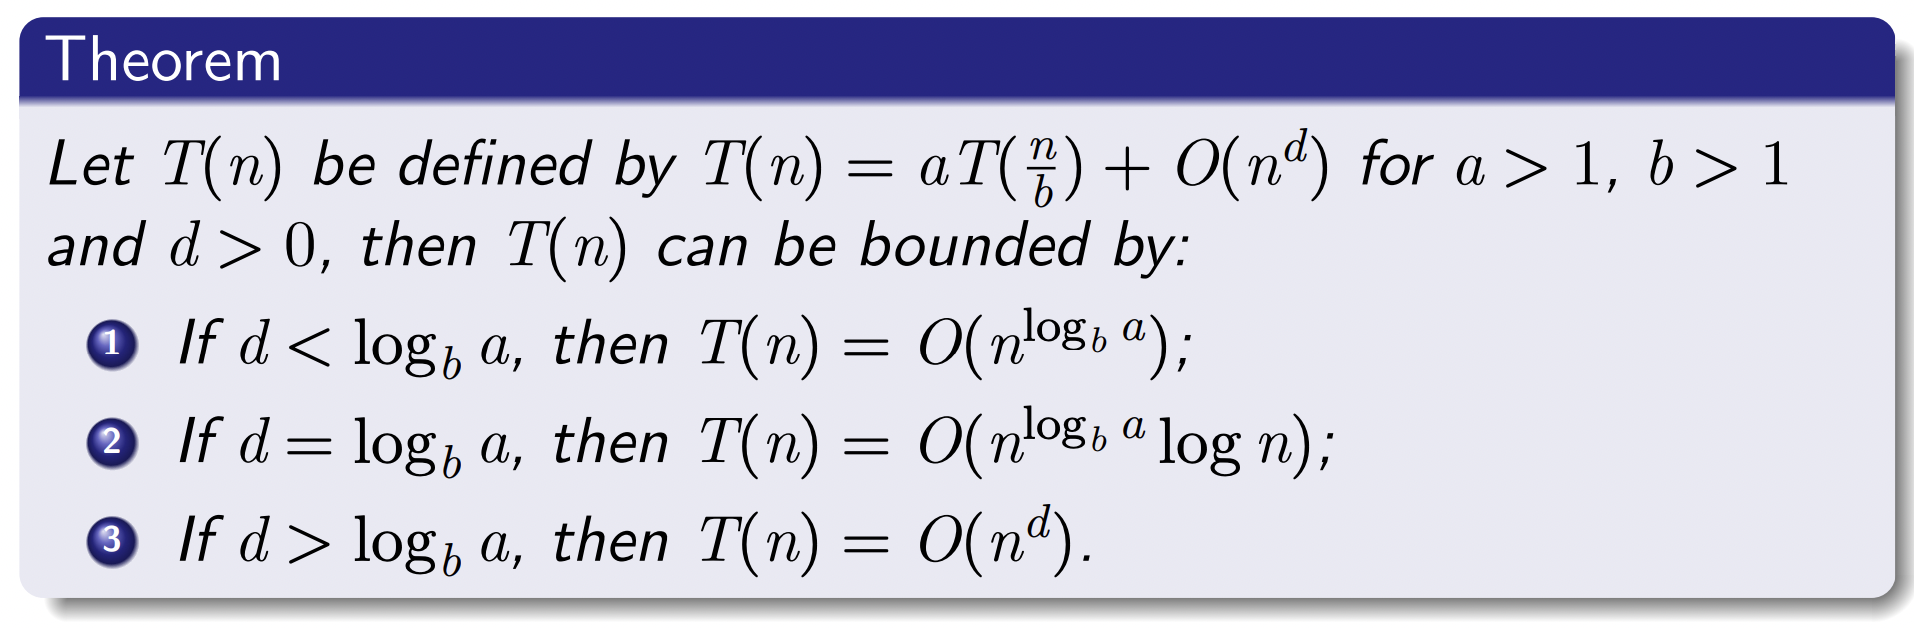 Theorem
Let T(n) be defined by T(n) = aT(n/b) + O(n^d) for a > 1, b > 1
and d > 0, then T(n) can be bounded by:
1 If d < log_b a, then T(n) = O(n^{log_b a});
2 If d = log_b a, then T(n) = O(n^{log_b a} log n);
3 If d > log_b a, then T(n) = O(n^d).